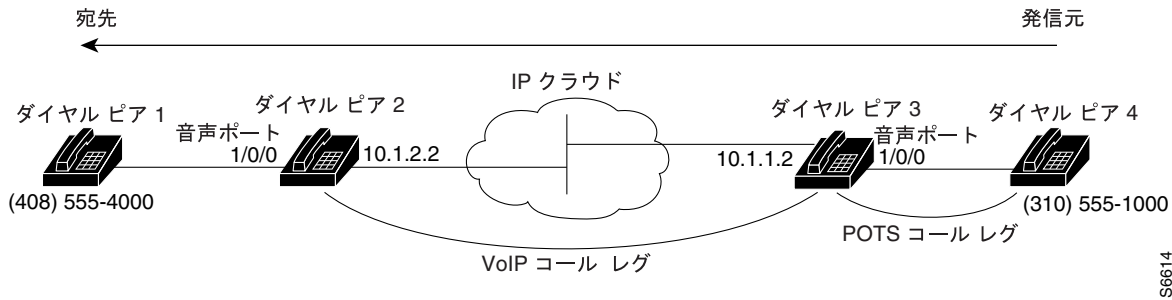 宛先
発信元
IP クラウド
ダイヤル ピア 1
ダイヤル ピア 2
ダイヤル ピア 3
ダイヤル ピア 4
音声ポート
1/0/0
10.1.2.2
10.1.1.2
音声ポート
1/0/0
(408) 555-4000
(310) 555-1000
POTS コール レグ
VoIP コール レグ
S6614